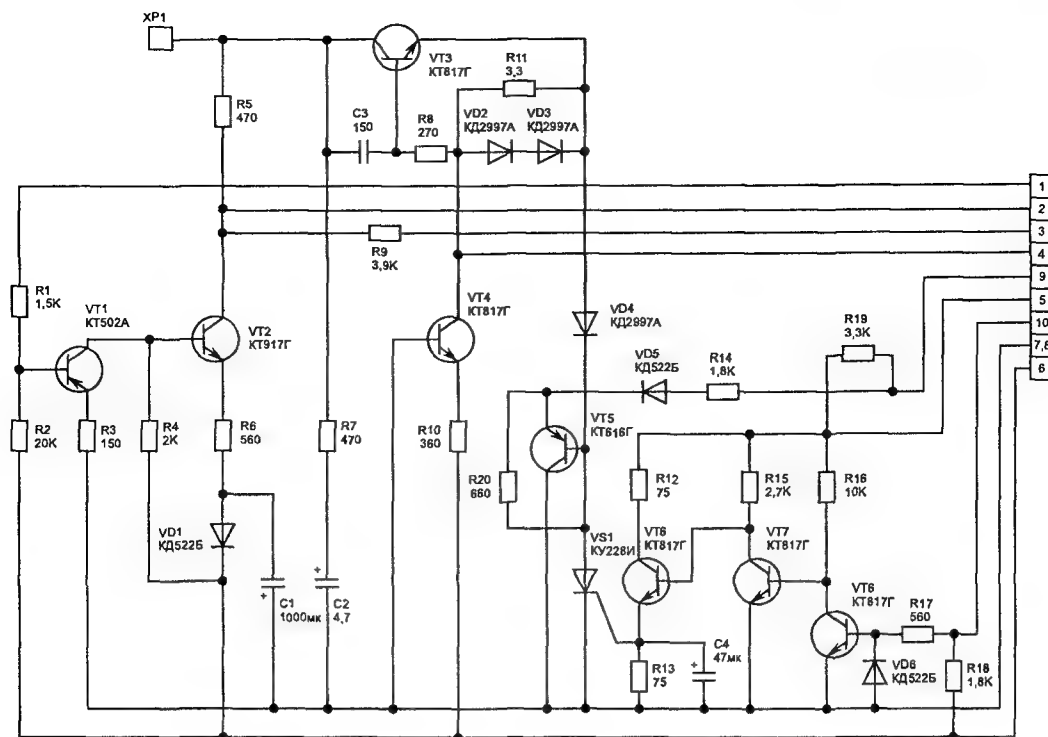 XP1
VT3
КТ817Г
R11
3,3
R5
470
C3
150
R8
270
VD2
КД2997А
VD3
КД2997А
1
2
3
4
9
5
10
7,8
6
R9
3,9K
R1
1,5K
VT1
КТ502А
VT2
КТ917Г
VT4
КТ817Г
VD4
КД2997А
R19
3,3K
VD5
КД522Б
R14
1,8K
R2
20K
R3
150
R4
2K
R6
560
R7
470
R10
360
VT5
КТ616Г
R20
660
R12
75
R15
2,7K
R16
10K
VD1
КД522Б
VS1
КУ228И
VT6
КТ817Г
VT7
КТ817Г
VT6
КТ817Г
R17
560
+
C1
1000мк
+
C2
4,7
R13
75
+
C4
47мк
VD6
КД522Б
R18
1,8K